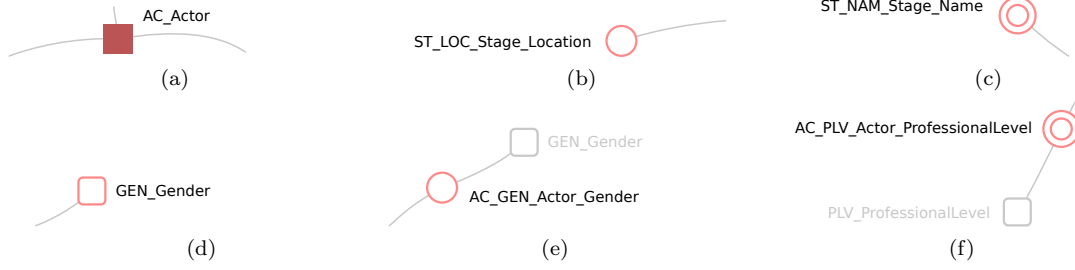 AC_Actor
(a)
ST_LOC_Stage_Location
(b)
ST_NAM_Stage_Name
(c)
GEN_Gender
(d)
GEN_Gender
AC_GEN_Actor_Gender
(e)
AC_PLV_Actor_ProfessionalLevel
PLV_ProfessionalLevel
(f)